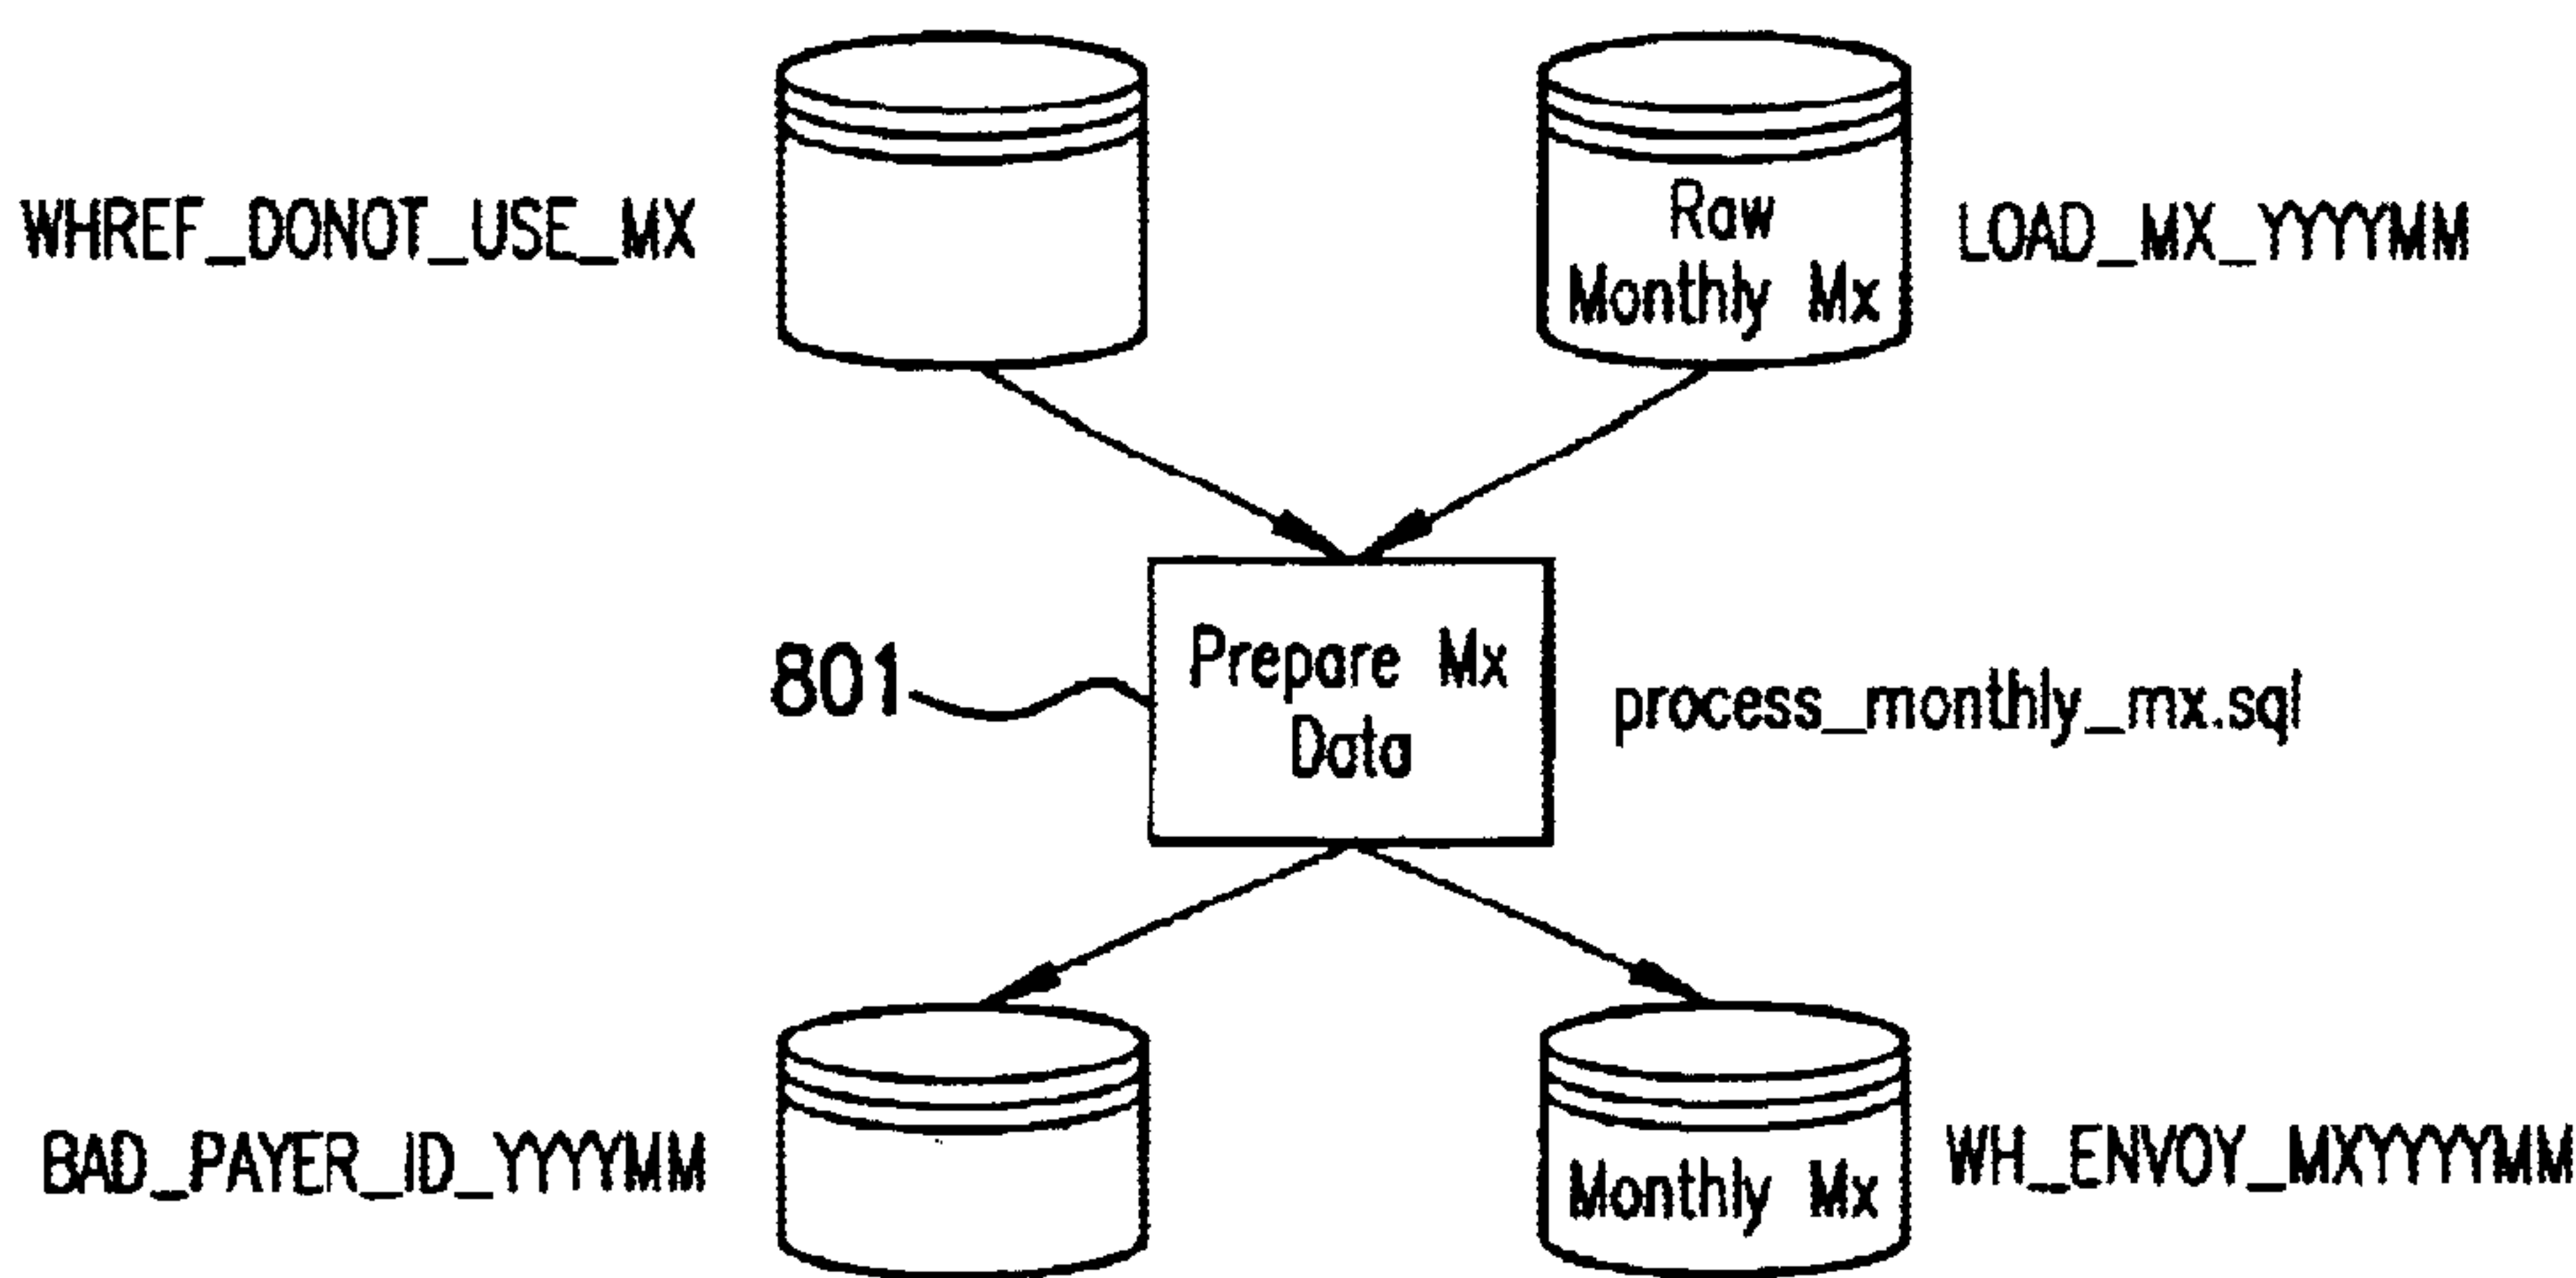 WHREF_DONOT_USE_MX
Raw
Monthly Mx
LOAD_MX_YYYYMM
801
Prepare Mx
Data
process_monthly_mx.sql
BAD_PAYER_ID_YYYYMM
Monthly Mx
WH_ENVOY_MXYYYYMM